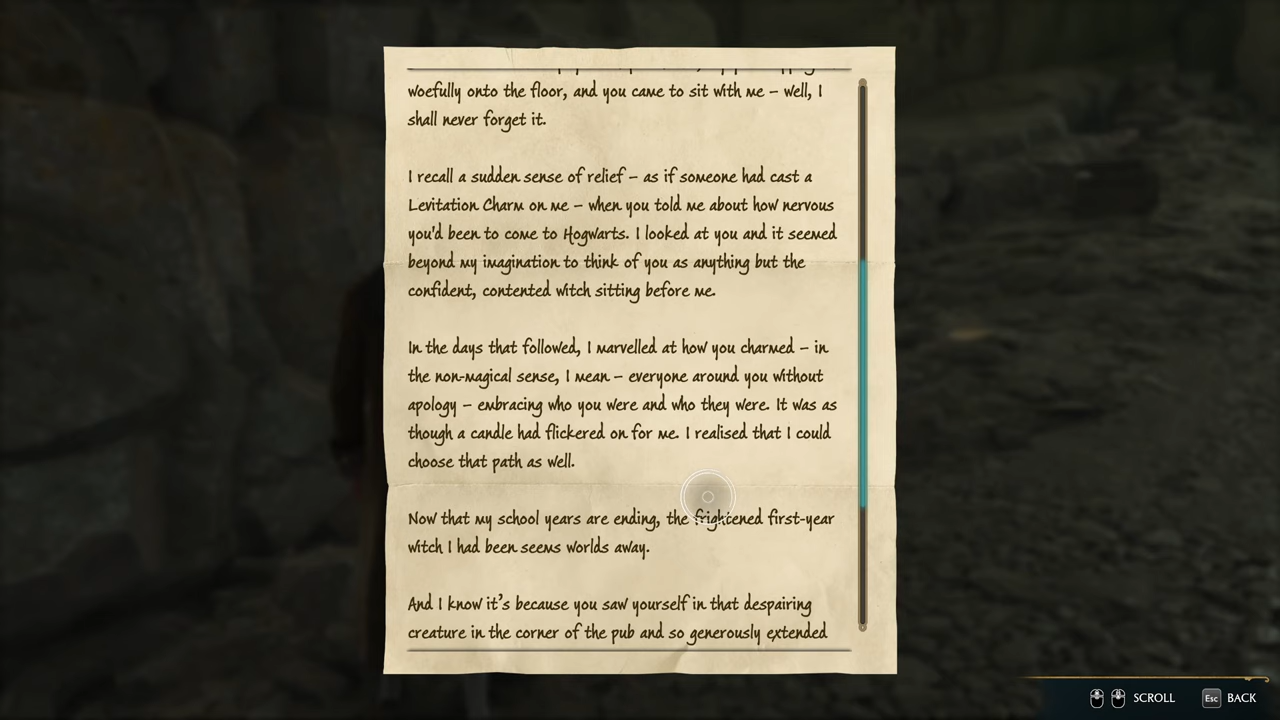 woefully onto the floor, and you came to sit with me – well, I
shall never forget it.
I recall a sudden sense of relief – as if someone had cast a
Levitation Charm on me – when you told me about how nervous
you'd been to come to Hogwarts. I looked at you and it seemed
beyond my imagination to think of you as anything but the
confident, contented witch sitting before me.
In the days that followed, I marvelled at how you charmed – in
the non-magical sense, I mean – everyone around you without
apology – embracing who you were and who they were. It was as
though a candle had flickered on for me. I realised that I could
choose that path as well.
Now that my school years are ending, the frightened first-year
witch I had been seems worlds away.
And I know it's because you saw yourself in that despairing
creature in the corner of the pub and so generously extended
SCROLL
Esc BACK